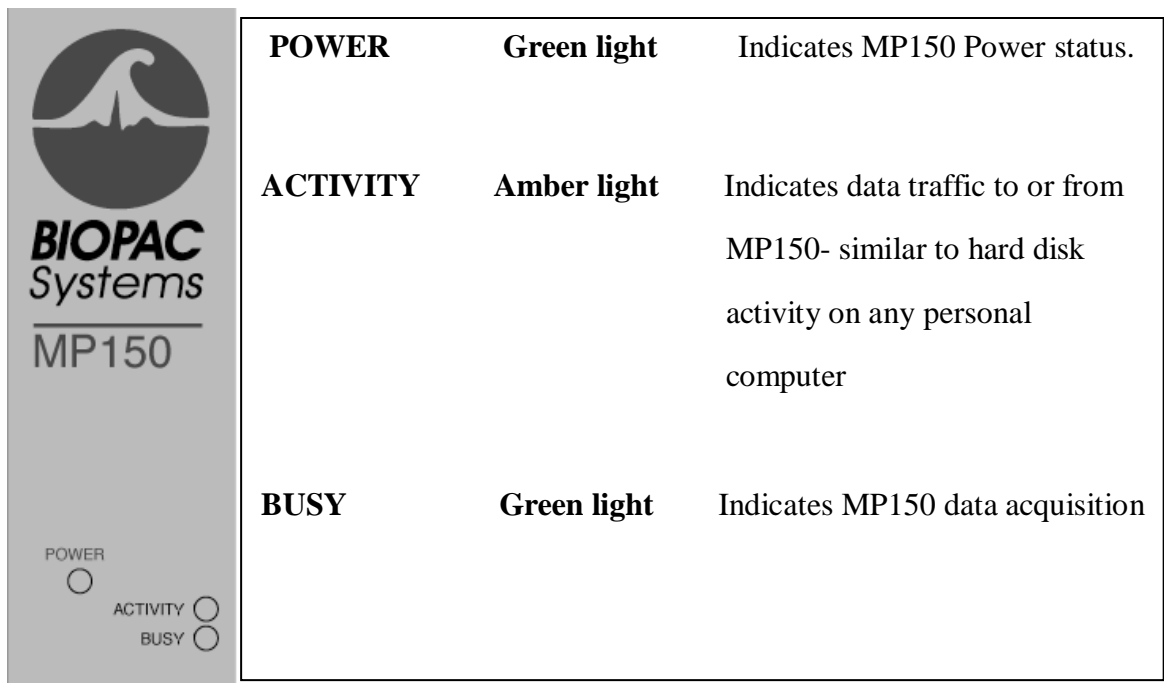 BIOPAC
Systems
MP150
POWER
ACTIVITY
BUSY
POWER Green light Indicates MP150 Power status.
ACTIVITY Amber light Indicates data traffic to or from
MP150- similar to hard disk
activity on any personal
computer
BUSY Green light Indicates MP150 data acquisition